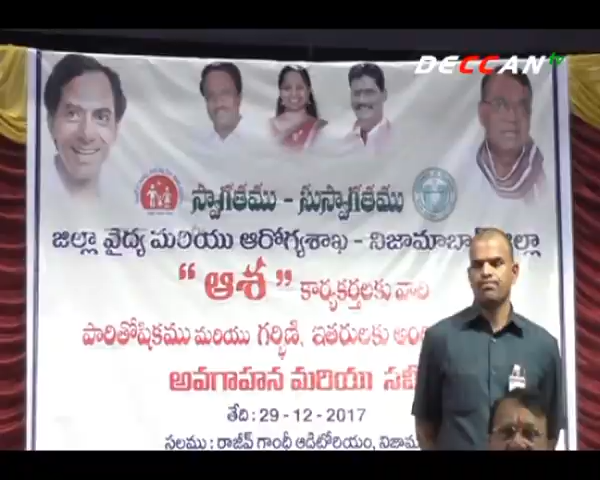 DECCAN tv
స్వాగతము - సుస్వాగతము
జిల్లా వైద్య మరియు ఆరోగ్యశాఖ - నిజామాబాద్ జిల్లా
“ ఆశ ” కార్యకర్తలకు వారి
పారితోషికము మరియు గర్భిణి, ఇతరులకు
అవగాహన మరియు
తేది : 29 - 12 - 2017
స్థలము : రాజీవ్ గాంధీ ఆడిటోరియం,